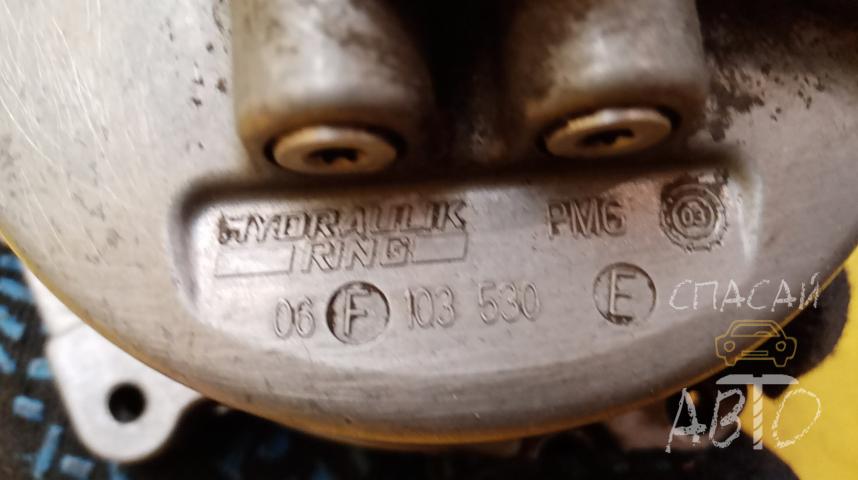 HYDRAULIK PM6 03
RING
06 F 103 530 E
СПАСАЙ
АВТО